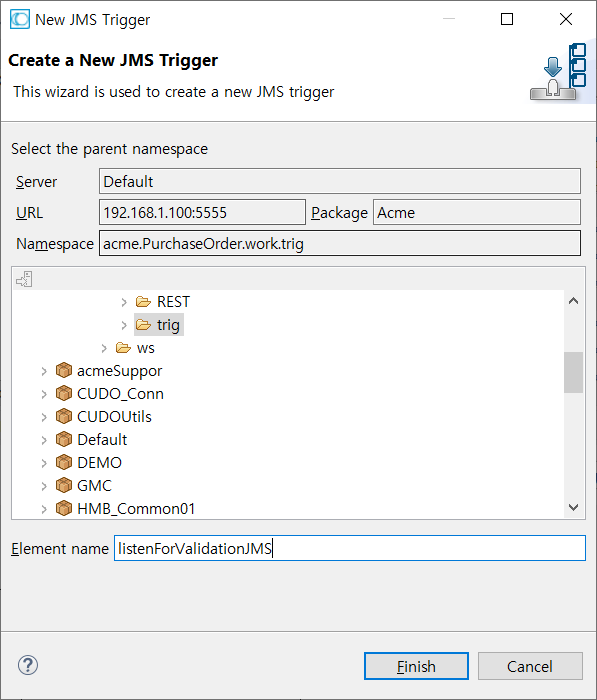 New JMS Trigger
Create a New JMS Trigger
This wizard is used to create a new JMS trigger
Select the parent namespace
Server Default
URL 192.168.1.100:5555 Package Acme
Namespace acme.PurchaseOrder.work.trig
REST
trig
ws
acmeSuppor
CUDO_Conn
CUDOUtils
Default
DEMO
GMC
HMB_Common01
Element name listenForValidationJMS
? Finish Cancel